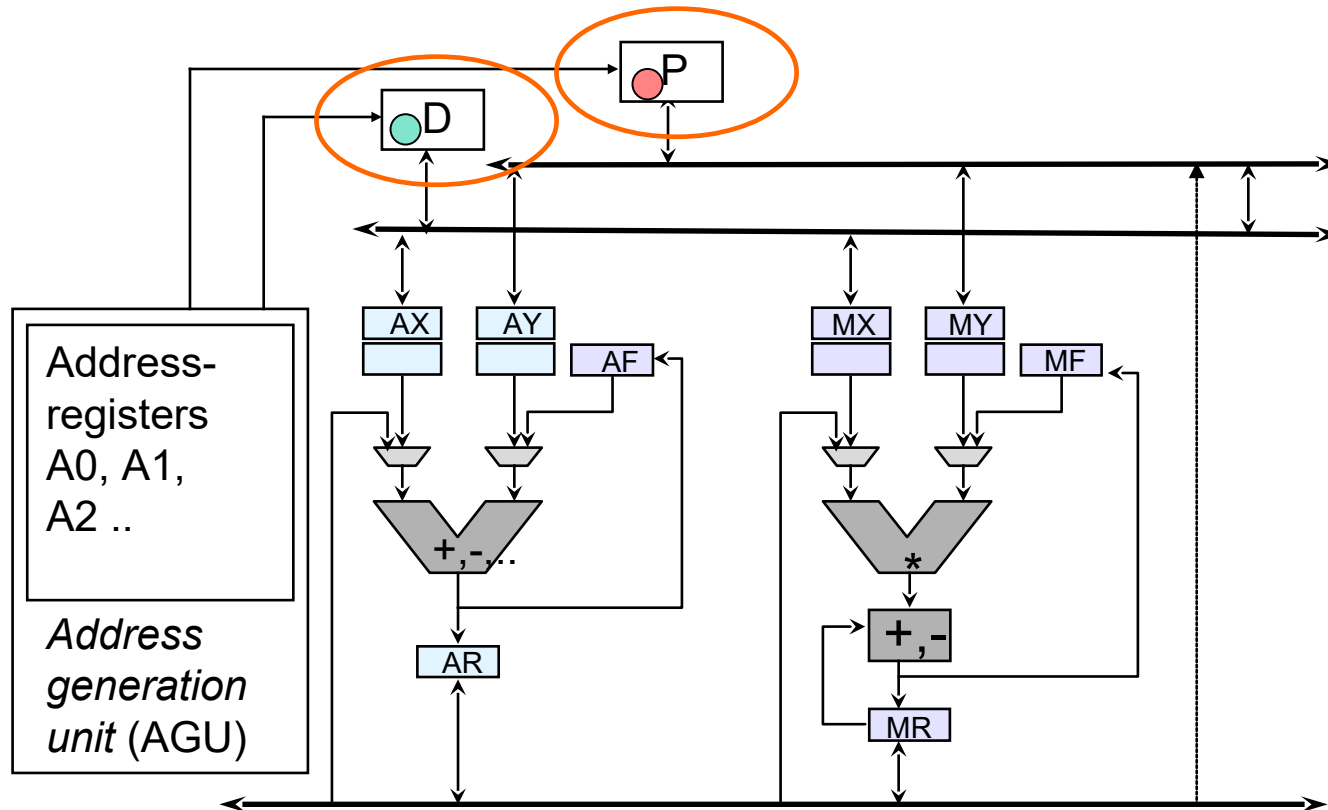 P
D
AX
AY
MX
MY
AF
MF
Address-
registers
A0, A1,
A2 ..
+,-,..
*
+,-
Address
generation
unit (AGU)
AR
MR